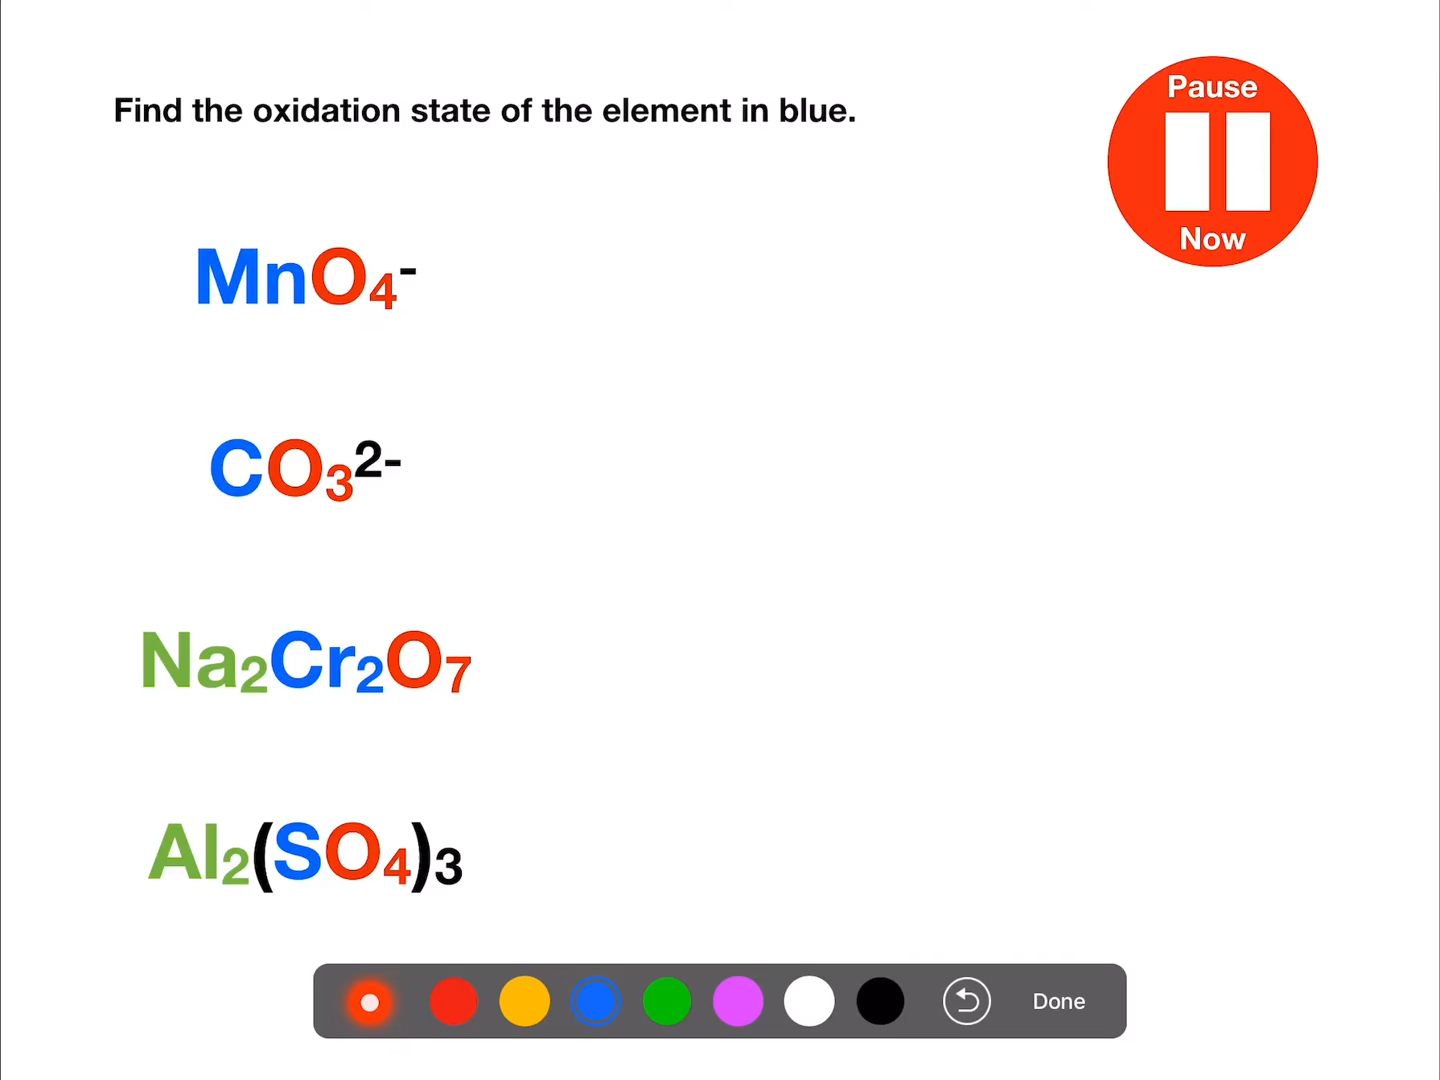 Find the oxidation state of the element in blue.
Pause
Now
MnO₄⁻
CO₃²⁻
Na₂Cr₂O₇
Al₂(SO₄)₃
Done